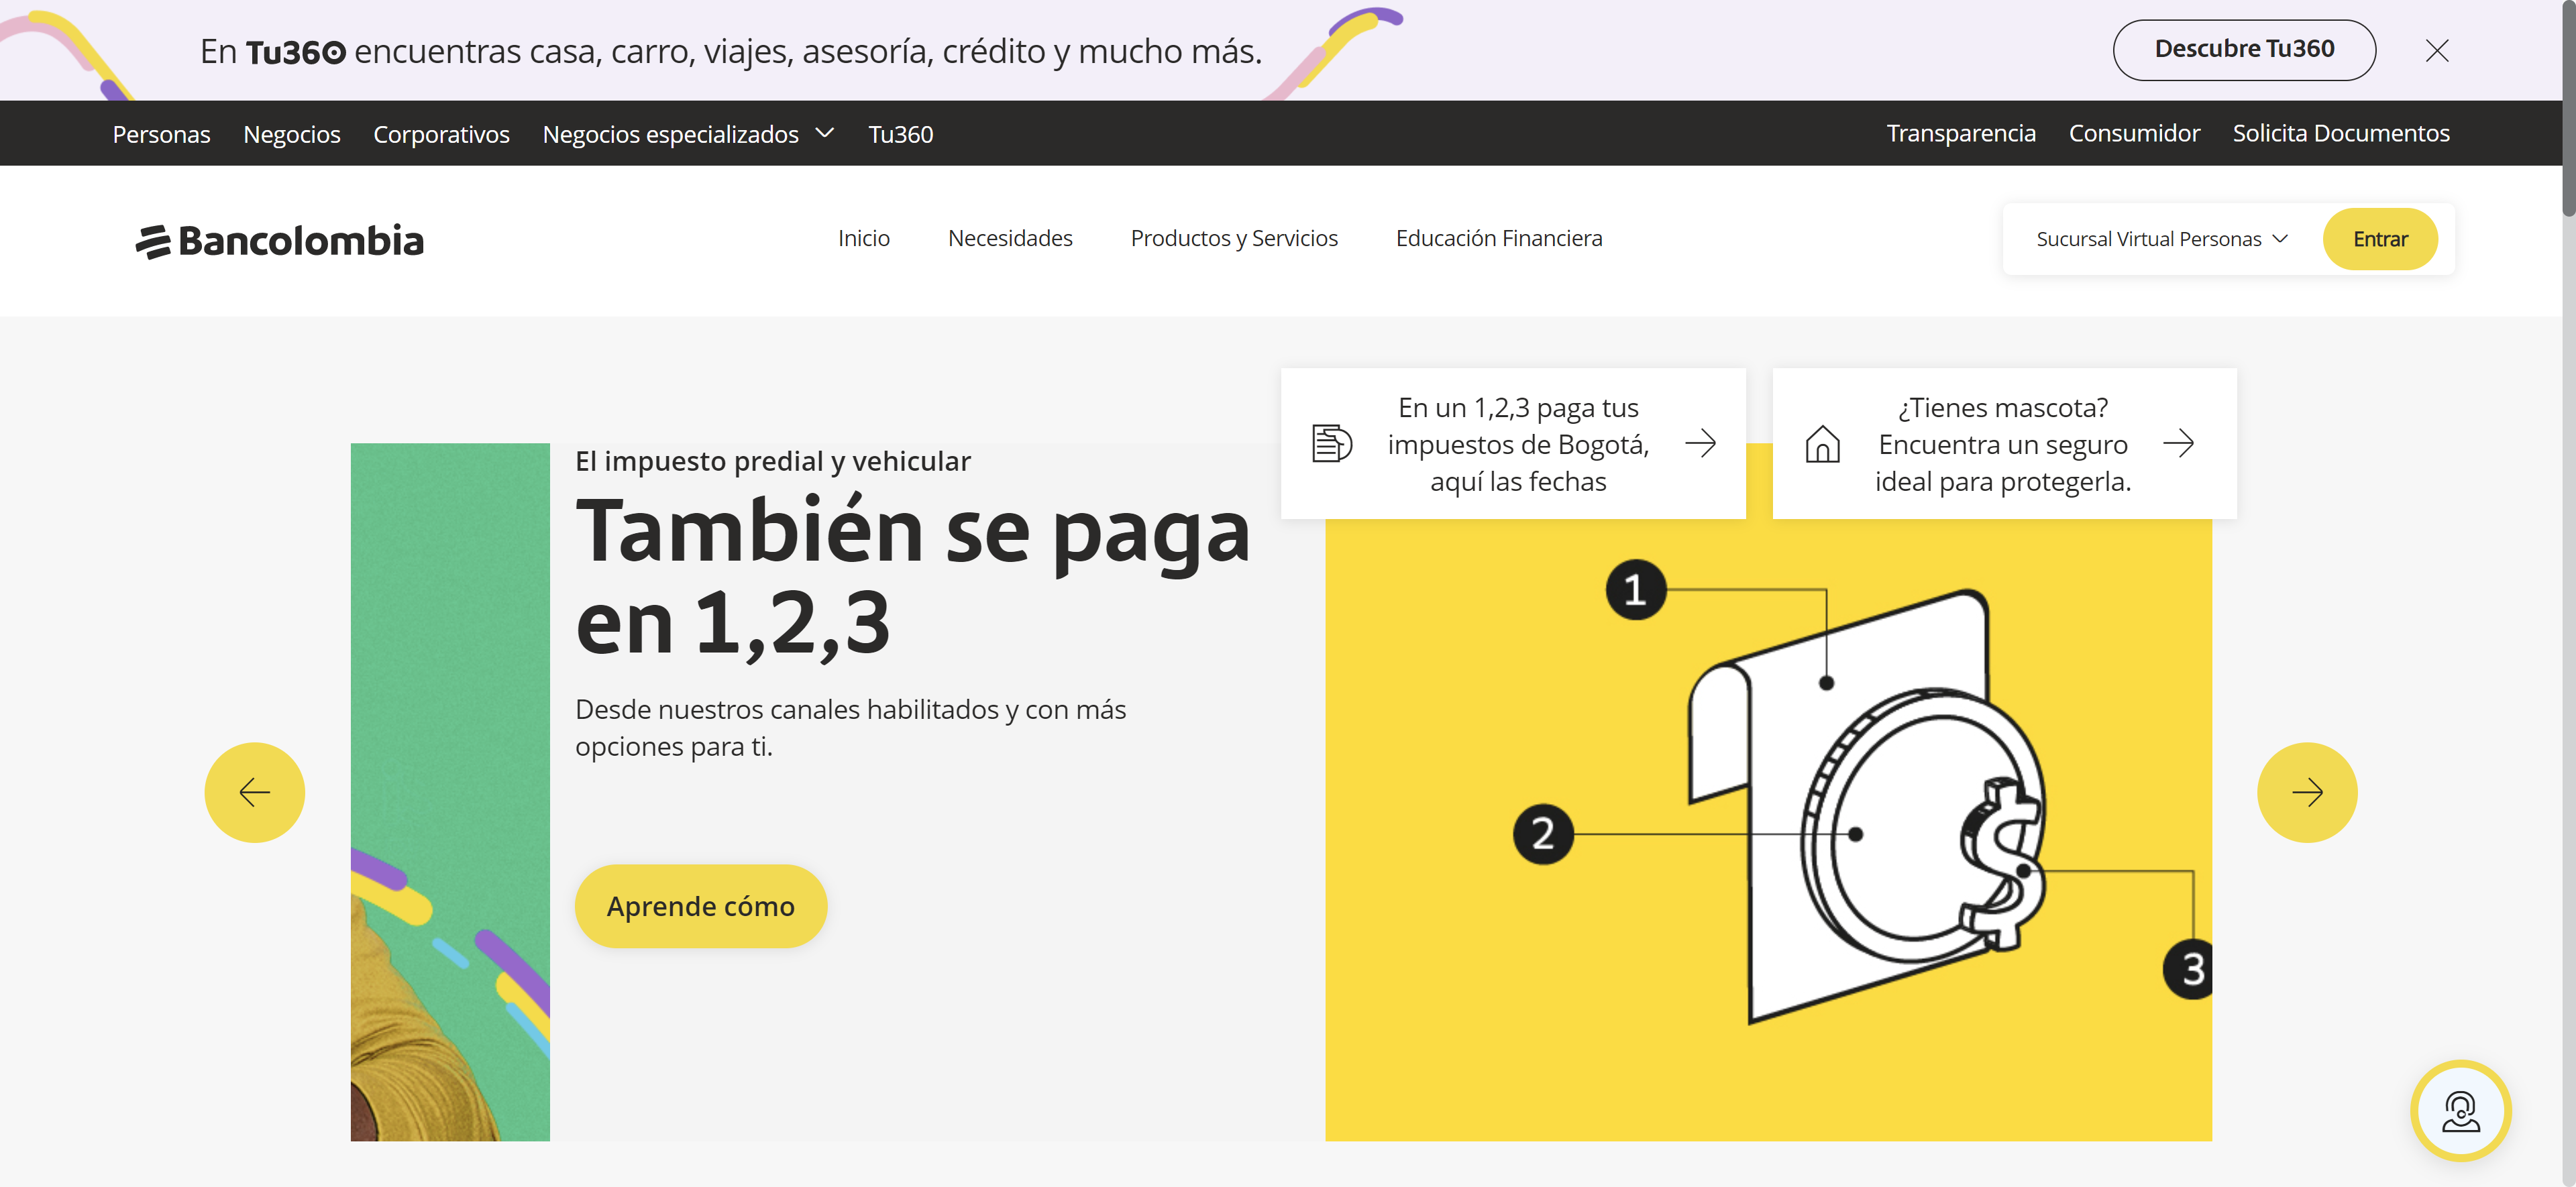 En Tu360 encuentras casa, carro, viajes, asesoría, crédito y mucho más.
Descubre Tu360
Personas
Negocios
Corporativos
Negocios especializados
Tu360
Transparencia
Consumidor
Solicita Documentos
Bancolombia
Inicio
Necesidades
Productos y Servicios
Educación Financiera
Sucursal Virtual Personas
Entrar
En un 1,2,3 paga tus
impuestos de Bogotá,
aquí las fechas
¿Tienes mascota?
Encuentra un seguro
ideal para protegerla.
El impuesto predial y vehicular
También se paga
en 1,2,3
Desde nuestros canales habilitados y con más
opciones para ti.
Aprende cómo
1
2
$
3